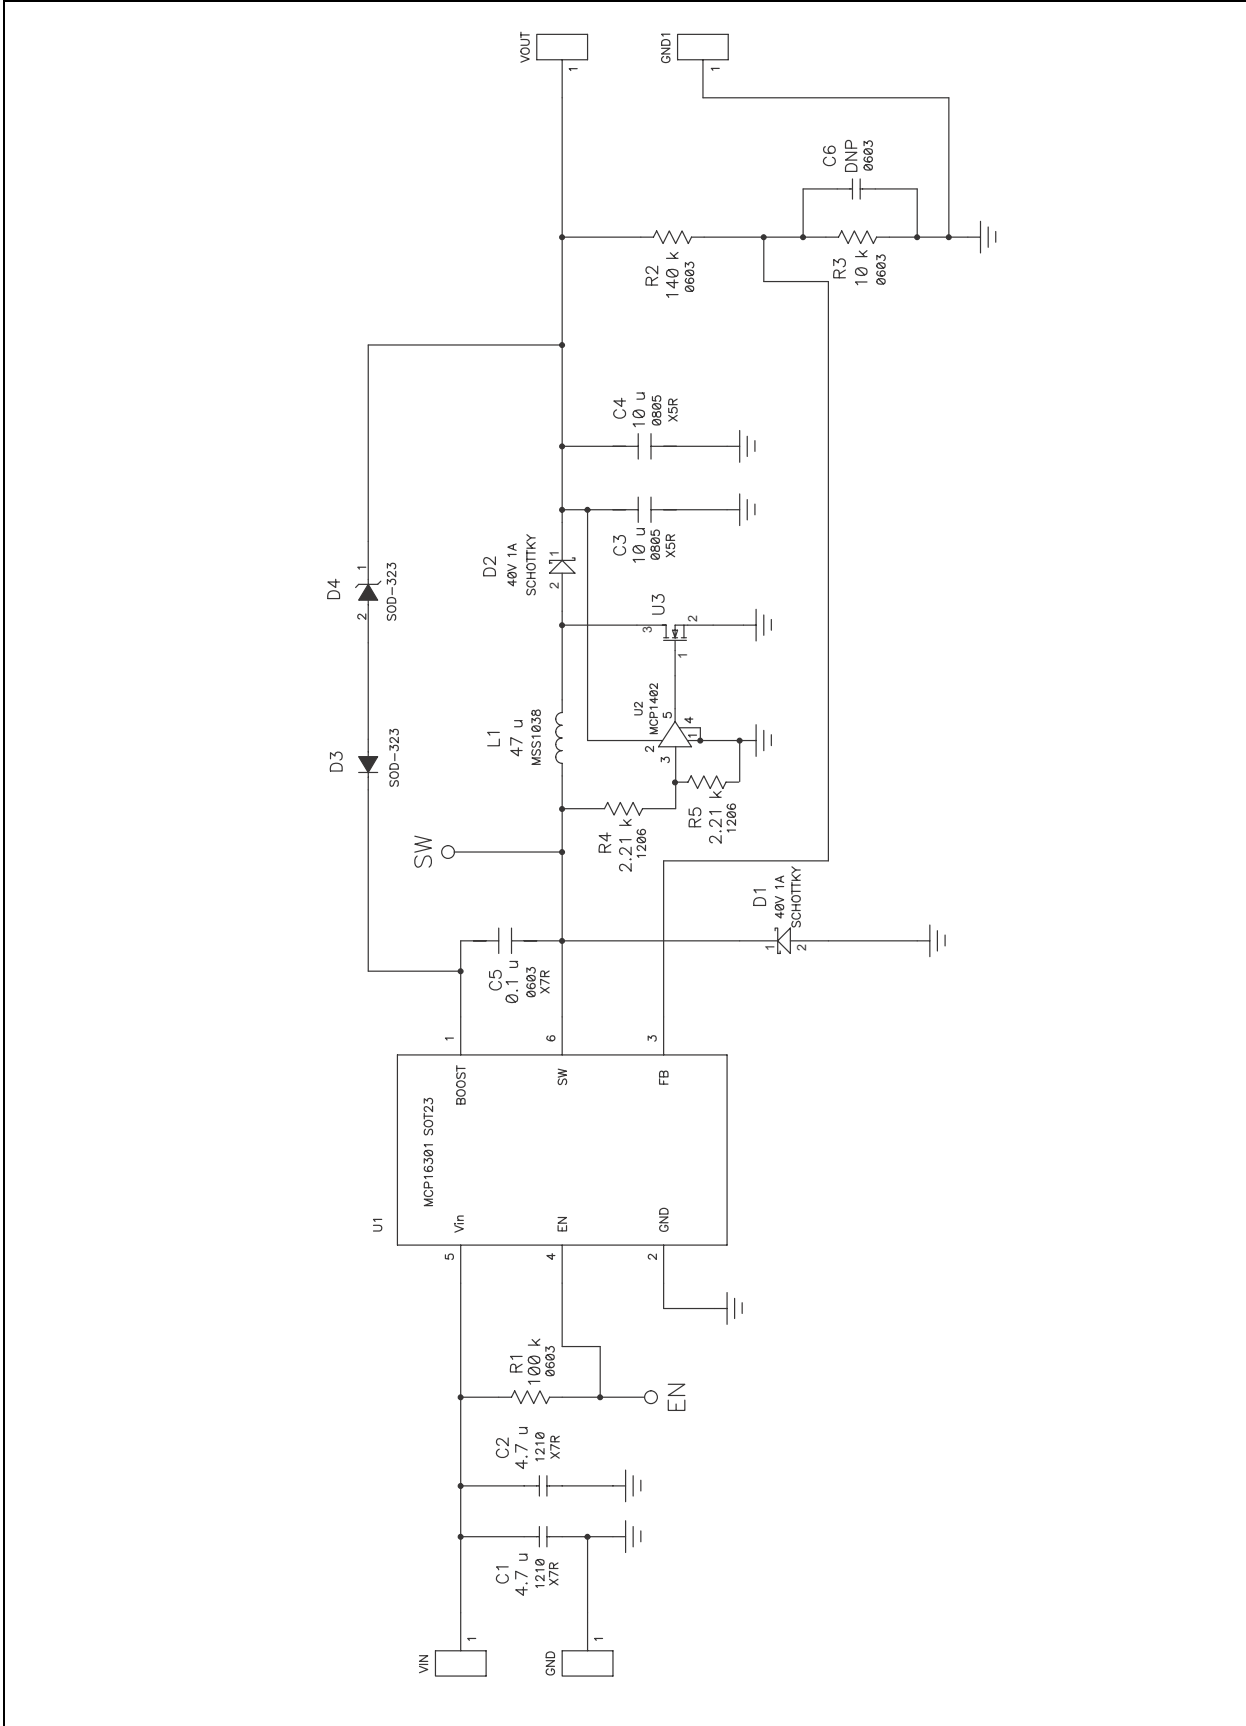 VIN
1
GND
1
C1
4.7 u
1210
X7R
C2
4.7 u
1210
X7R
R1
100 k
0603
EN
U1
MCP16301 SOT23
5
Vin
4
EN
2
GND
BOOST
1
SW
6
FB
3
C5
0.1 u
0603
X7R
SW
D1
40V 1A
SCHOTTKY
1
2
D3
SOD-323
D4
SOD-323
2
1
L1
47 u
MSS1038
R4
2.21 k
1206
R5
2.21 k
1206
U2
MCP1402
2
3
5
4
1
U3
3
1
2
D2
40V 1A
SCHOTTKY
2
1
C3
10 u
0805
X5R
C4
10 u
0805
X5R
R2
140 k
0603
R3
10 k
0603
C6
DNP
0603
VOUT
1
GND1
1